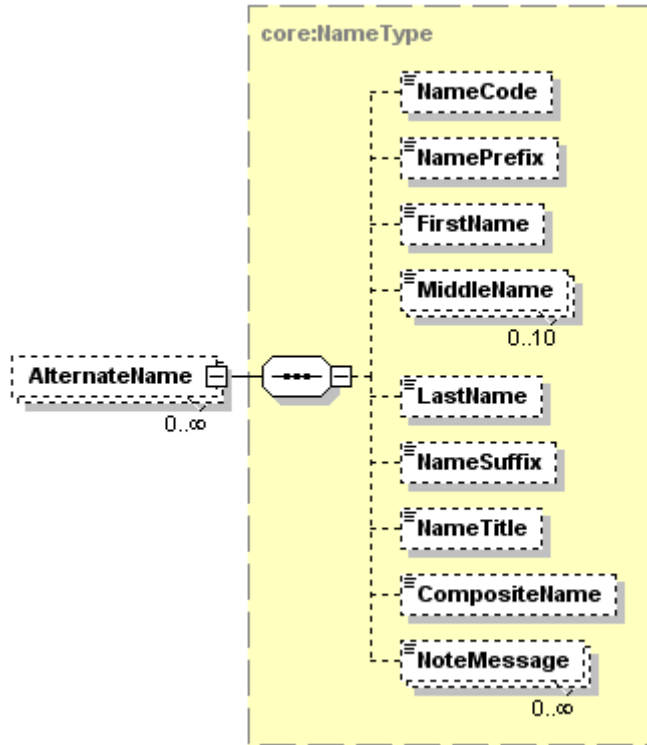 core:NameType
NameCode
NamePrefix
FirstName
MiddleName
0..10
AlternateName
0..∞
LastName
NameSuffix
NameTitle
CompositeName
NoteMessage
0..∞